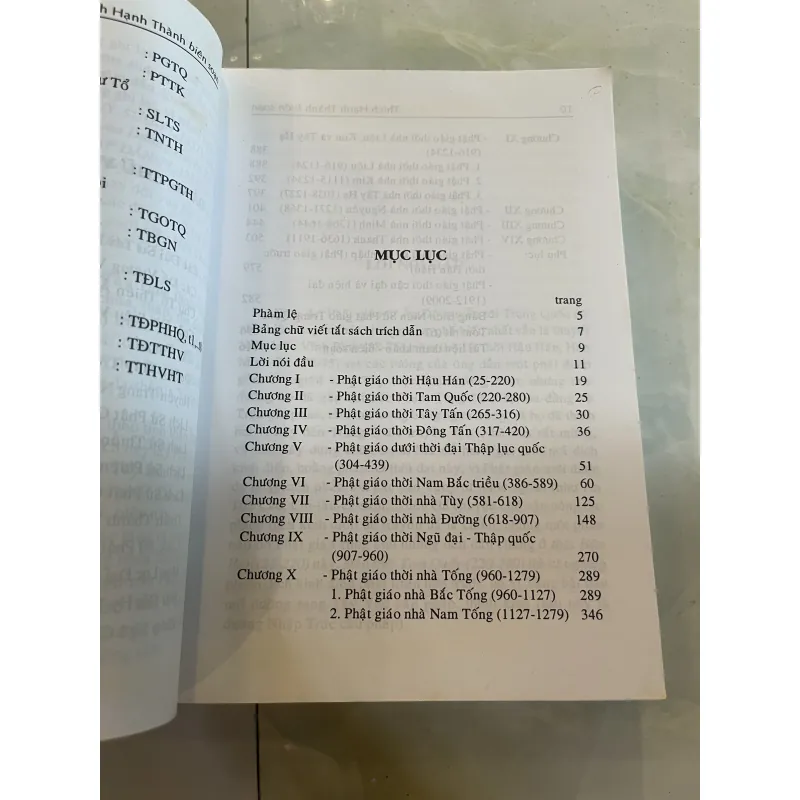 h Hạnh Thành biên soạn
: PGTQ
: PTTK
ư Tổ
: SLTS
: TNTH
: TTPGTH
: TGOTQ
: TBGN
: TĐLS
: TĐPHHQ,
: TĐTTHV
: TTHVHT
MỤC LỤC
trang
Phàm lệ 5
Bảng chữ viết tắt sách trích dẫn 7
Mục lục 9
Lời nói đầu 11
Chương I - Phật giáo thời Hậu Hán (25-220) 19
Chương II - Phật giáo thời Tam Quốc (220-280) 25
Chương III - Phật giáo thời Tây Tấn (265-316) 30
Chương IV - Phật giáo thời Đông Tấn (317-420) 36
Chương V - Phật giáo dưới thời đại Thập lục quốc
(304-439) 51
Chương VI - Phật giáo thời Nam Bắc triều (386-589) 60
Chương VII - Phật giáo thời nhà Tùy (581-618) 125
Chương VIII - Phật giáo thời nhà Đường (618-907) 148
Chương IX - Phật giáo thời Ngũ đại - Thập quốc
(907-960) 270
Chương X - Phật giáo thời nhà Tống (960-1279) 289
1. Phật giáo nhà Bắc Tống (960-1127) 289
2. Phật giáo nhà Nam Tống (1127-1279) 346